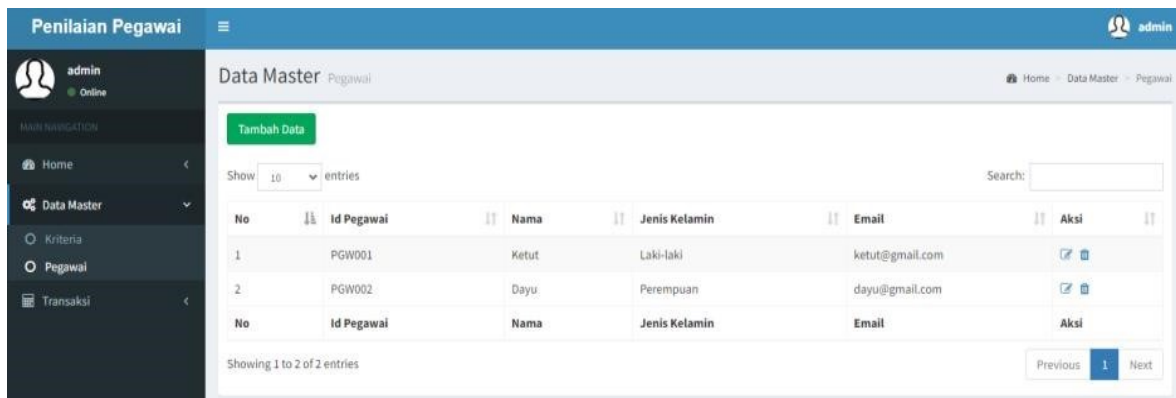 Penilaian Pegawai
admin
admin
Online
Data Master Pegawai
Home > Data Master > Pegawai
MAIN NAVIGATION
Home
Data Master
Kriteria
Pegawai
Transaksi
Tambah Data
Show 10 entries
Search:
No Id Pegawai Nama Jenis Kelamin Email Aksi
1 PGW001 Ketut Laki-laki ketut@gmail.com
2 PGW002 Dayu Perempuan dayu@gmail.com
No Id Pegawai Nama Jenis Kelamin Email Aksi
Showing 1 to 2 of 2 entries
Previous 1 Next